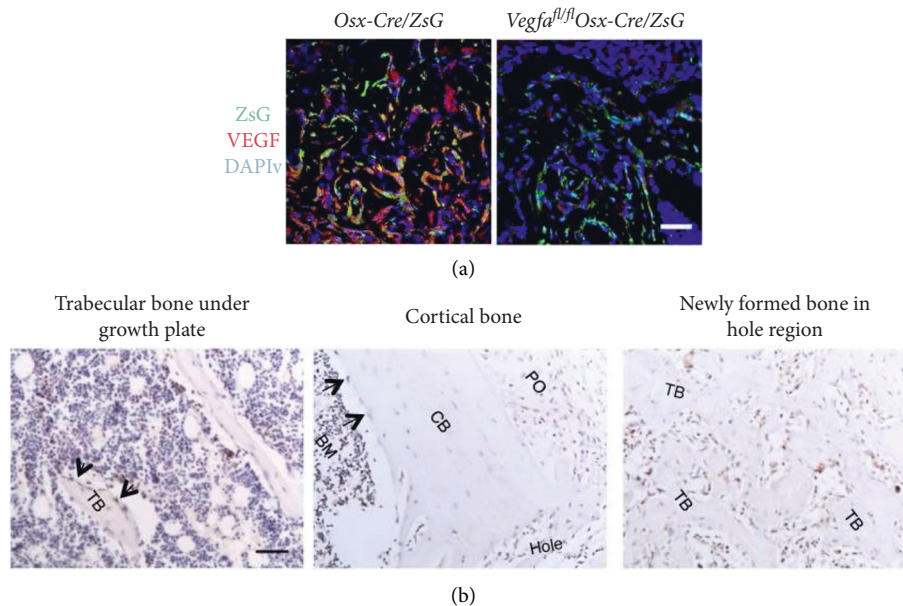 Osx-Cre/ZsG
Vegfa^fl/fl Osx-Cre/ZsG
ZsG
VEGF
DAPIv
(a)
Trabecular bone under
growth plate
Cortical bone
Newly formed bone in
hole region
TB
BM
CB
PO
Hole
TB
TB
TB
(b)